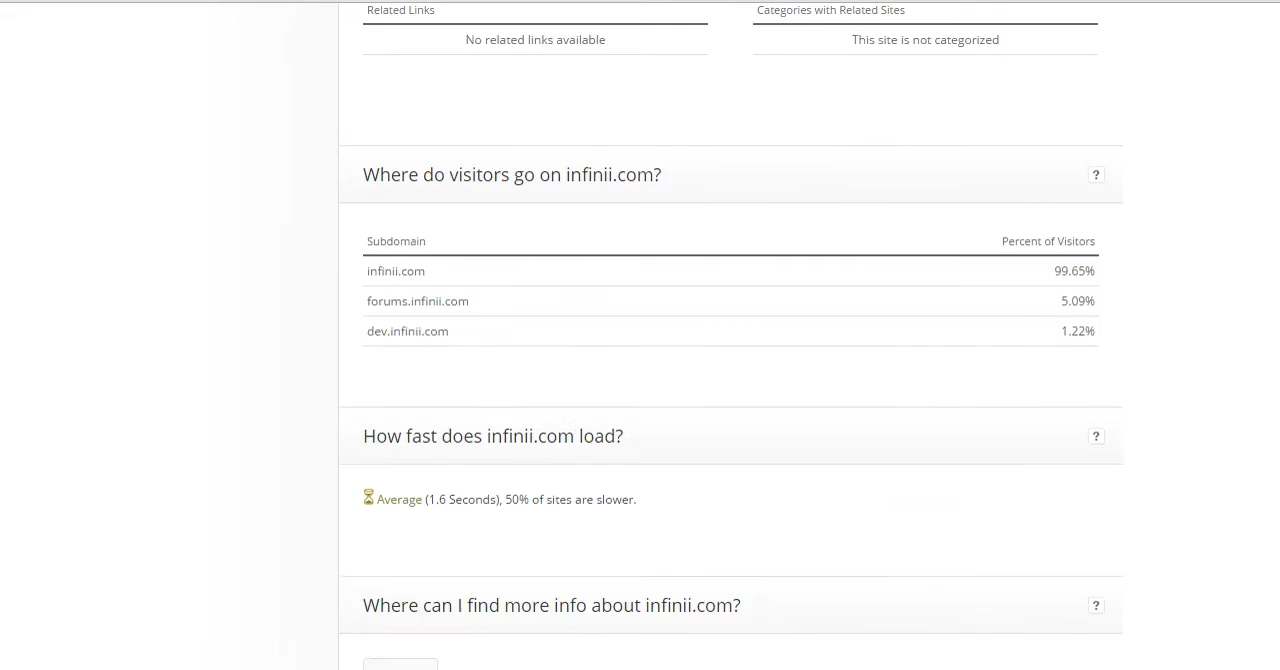 Related Links
Categories with Related Sites
No related links available
This site is not categorized
Where do visitors go on infinii.com?
?
Subdomain
Percent of Visitors
infinii.com
99.65%
forums.infinii.com
5.09%
dev.infinii.com
1.22%
How fast does infinii.com load?
?
Average (1.6 Seconds), 50% of sites are slower.
Where can I find more info about infinii.com?
?